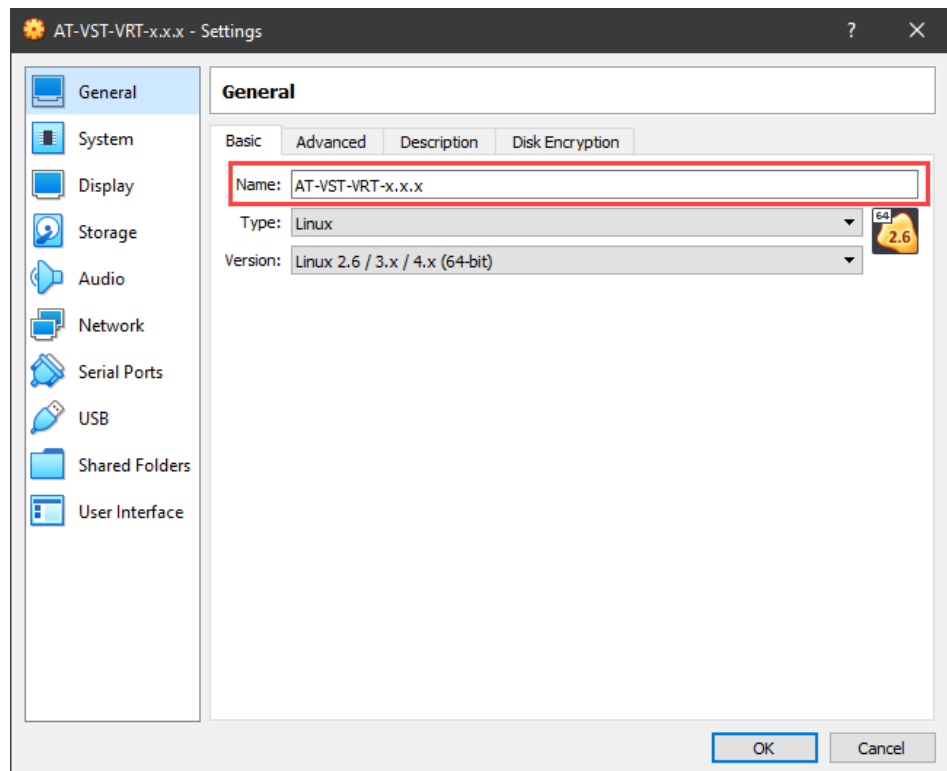 AT-VST-VRT-x.x.x - Settings ?
General
System
Display
Storage
Audio
Network
Serial Ports
USB
Shared Folders
User Interface
General
Basic Advanced Description Disk Encryption
Name: AT-VST-VRT-x.x.x
Type: Linux
Version: Linux 2.6 / 3.x / 4.x (64-bit)
64
2.6
OK Cancel